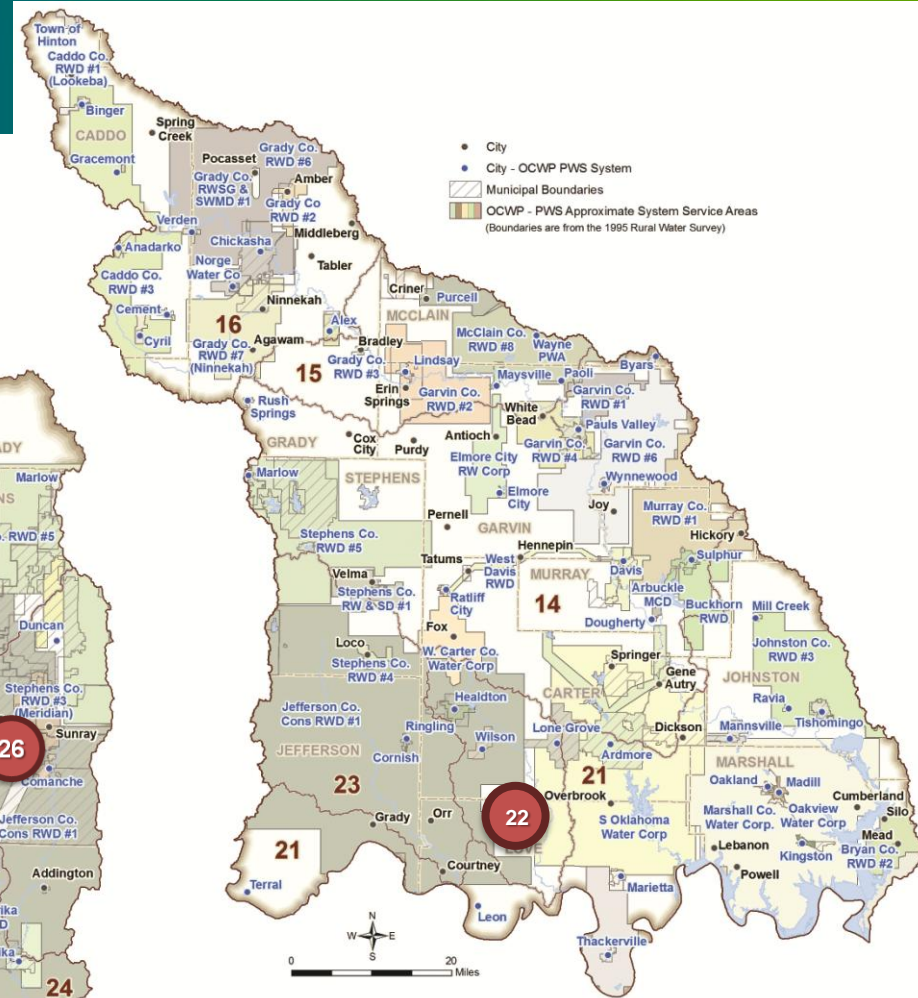 Town of
Hinton
Caddo Co.
RWD #1
(Lookeba)
Binger
CADDO
Gracemont
Spring
Creek
Pocasset
Grady Co.
RWD #6
Grady Co.
RWSG &
SWMD #1
Amber
Grady Co
RWD #2
Middleberg
Verden
Chickasha
Tabler
Anadarko
Norge
Water Co
Caddo Co.
RWD #3
Ninnekah
Cement
16
Cyril
Grady Co.
RWD #7
(Ninnekah)
Agawam
Alex
Bradley
15
Grady Co.
RWD #3
City
City - OCWP PWS System
Municipal Boundaries
OCWP - PWS Approximate System Service Areas
(Boundaries are from the 1995 Rural Water Survey)
Criner
Purcell
MCCLAIN
McClain Co.
RWD #8
Wayne
PWA
Lindsay
Erin
Springs
Garvin Co.
RWD #2
Maysville
Paoli
Byars
Garvin Co.
RWD #1
Rush
Springs
White
Bead
Pauls Valley
GRADY
Cox
City
Purdy
Antioch
Garvin Co.
RWD #4
Garvin Co.
RWD #6
Elmore City
RW Corp
Wynnewood
Marlow
STEPHENS
Elmore
City
Joy
Murray Co.
RWD #1
Pernell
GARVIN
Hickory
Stephens Co.
RWD #5
Hennepin
Sulphur
Tatums
West
Davis
RWD
Davis
MURRAY
Velma
Arbuckle
MCD
Stephens Co.
RW & SD #1
14
Buckhorn
RWD
Mill Creek
Ratliff
City
Dougherty
Fox
Johnston Co.
RWD #3
Loco
W. Carter Co.
Water Corp
Springer
Stephens Co.
RWD #4
Gene
Autry
JOHNSTON
CARTER
Ravia
Healdton
Jefferson Co.
Cons RWD #1
Tishomingo
Ringling
Lone Grove
Dickson
Mannsville
Wilson
Ardmore
Cornish
JEFFERSON
MARSHALL
21
Oakland
Madill
23
Overbrook
Cumberland
22
S Oklahoma
Water Corp
Marshall Co.
Water Corp.
Oakview
Water Corp
Silo
Grady
Orr
Mead
Lebanon
Kingston
Bryan Co.
RWD #2
21
Courtney
Powell
Terral
Marietta
Leon
Thackerville
N
W E
S
0 20
Miles
ADY
Marlow
NS
. RWD #5
Duncan
Stephens Co.
RWD #3
(Meridian)
Sunray
26
Comanche
Jefferson Co.
Cons RWD #1
Addington
ika
D
ika
24